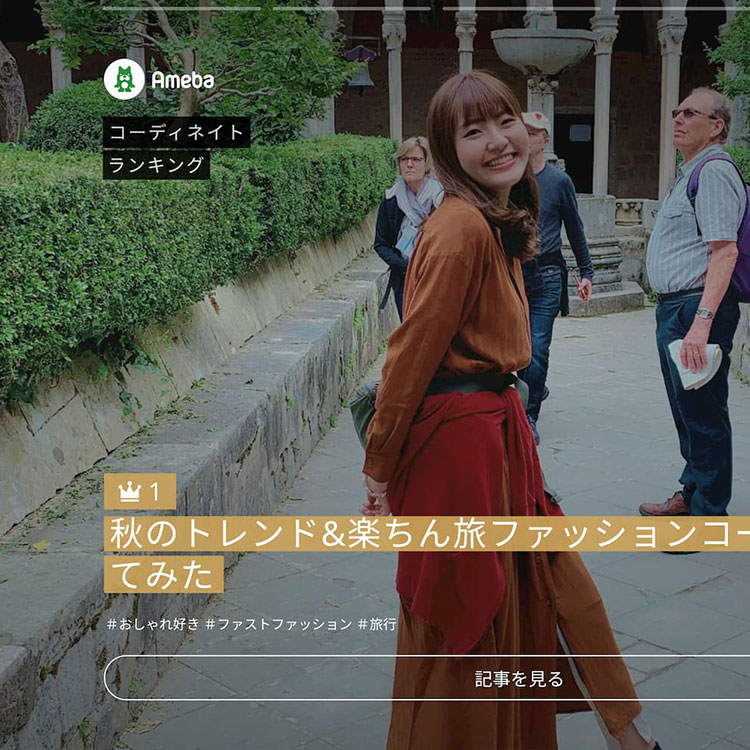 Ameba
コーディネイト
ランキング
1
秋のトレンド&楽ちん旅ファッションコー
てみた
#おしゃれ好き #ファストファッション #旅行
記事を見る